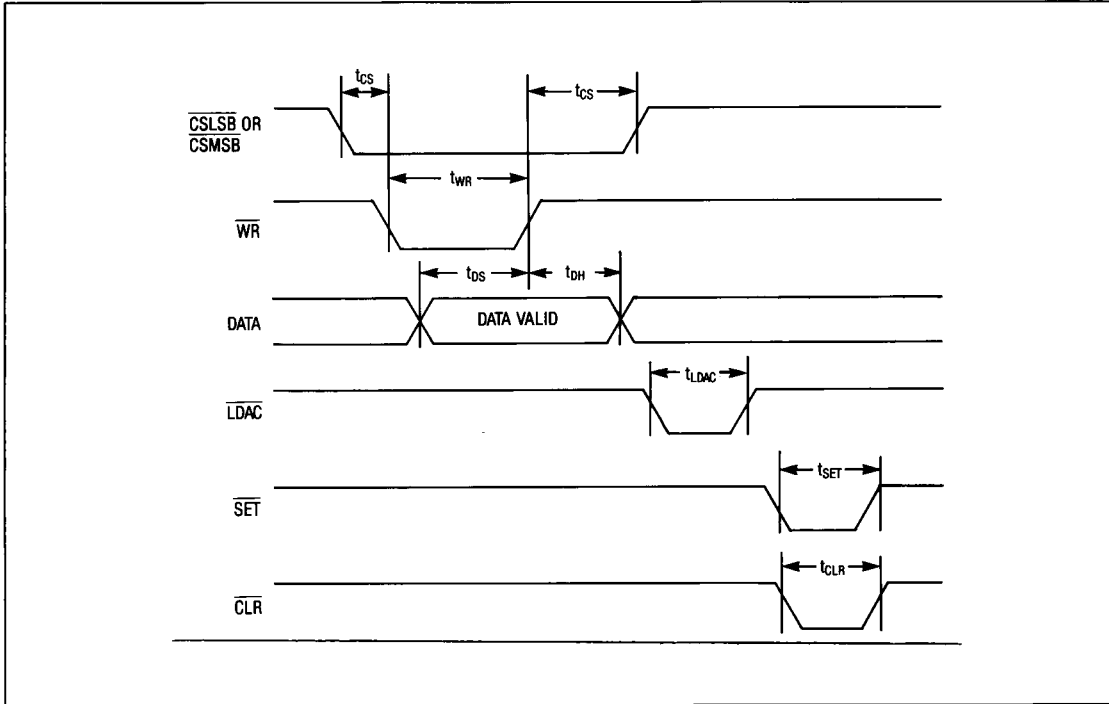 tCS
tCS
CSLSB OR
CSMSB
tWR
WR
tDS
tDH
DATA
DATA VALID
tLDAC
LDAC
tSET
SET
tCLR
CLR